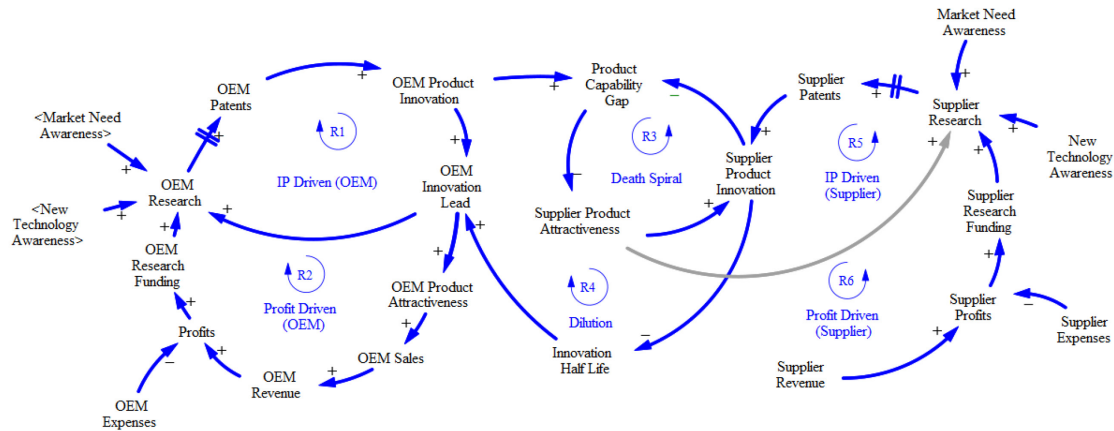 Market Need
Awareness
OEM
Patents
+
OEM Product
Innovation
+
Product
Capability
Gap
+
−
Supplier
Patents
+
Supplier
Research
+
<Market Need
Awareness>
+
+
R1
IP Driven (OEM)
+
R3
Death Spiral
−
+
Supplier
Product
Innovation
R5
IP Driven
(Supplier)
+
+
+
New
Technology
Awareness
OEM
Research
+
<New
Technology
Awareness>
+
+
OEM
Innovation
Lead
+
Supplier Product
Attractiveness
+
Supplier
Research
Funding
+
OEM
Research
Funding
+
R2
Profit Driven
(OEM)
+
OEM Product
Attractiveness
+
R4
Dilution
R6
Profit Driven
(Supplier)
Supplier
Profits
+
−
Supplier
Expenses
Profits
+
−
OEM Sales
+
OEM
Revenue
Innovation
Half Life
−
Supplier
Revenue
OEM
Expenses